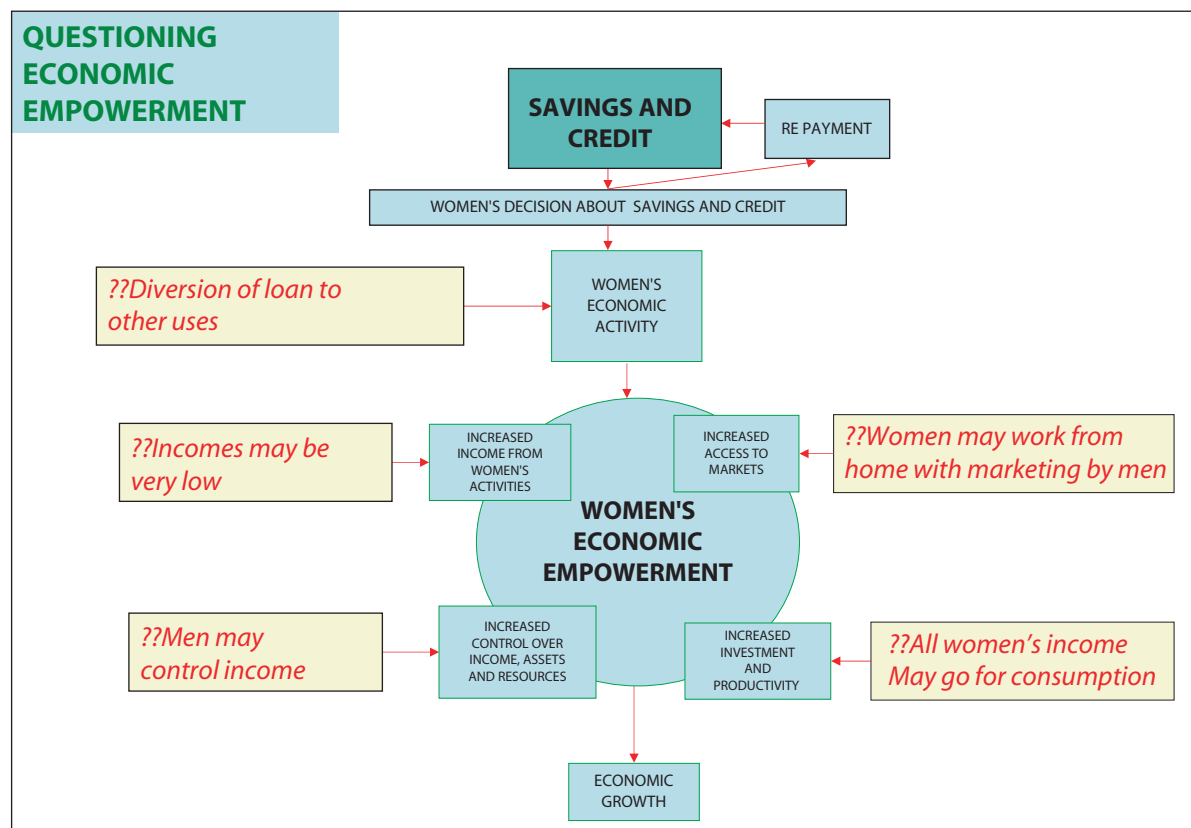 QUESTIONING
ECONOMIC
EMPOWERMENT
SAVINGS AND
CREDIT
RE PAYMENT
WOMEN'S DECISION ABOUT SAVINGS AND CREDIT
??Diversion of loan to
other uses
WOMEN'S
ECONOMIC
ACTIVITY
??Incomes may be
very low
INCREASED
INCOME FROM
WOMEN'S
ACTIVITIES
INCREASED
ACCESS TO
MARKETS
??Women may work from
home with marketing by men
WOMEN'S
ECONOMIC
EMPOWERMENT
??Men may
control income
INCREASED
CONTROL OVER
INCOME, ASSETS
AND RESOURCES
INCREASED
INVESTMENT
AND
PRODUCTIVITY
??All women’s income
May go for consumption
ECONOMIC
GROWTH